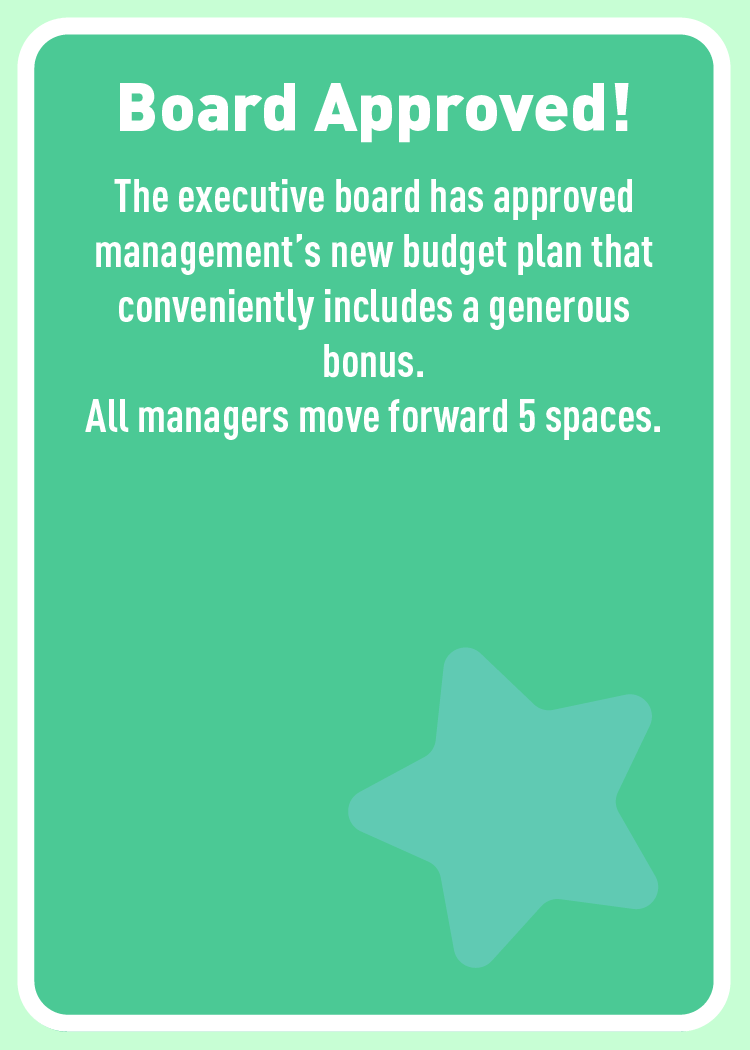 Board Approved!
The executive board has approved
management’s new budget plan that
conveniently includes a generous
bonus.
All managers move forward 5 spaces.